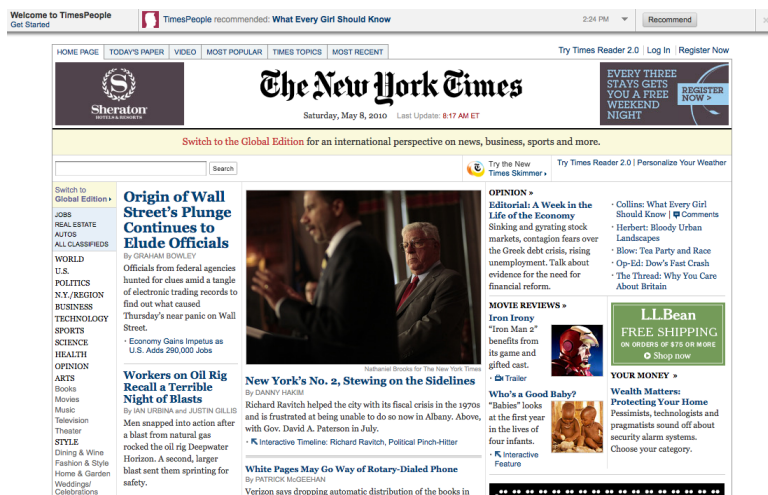 Welcome to TimesPeople
Get Started
TimesPeople recommended: What Every Girl Should Know
2:24 PM
Recommend
HOME PAGE
TODAY'S PAPER
VIDEO
MOST POPULAR
TIMES TOPICS
MOST RECENT
Try Times Reader 2.0
Log In
Register Now
S
Sheraton
HOTELS & RESORTS
The New York Times
Saturday, May 8, 2010 Last Update: 8:17 AM ET
EVERY THREE
STAYS GETS
YOU A FREE
WEEKEND
NIGHT
REGISTER
NOW >
Switch to the Global Edition for an international perspective on news, business, sports and more.
Search
Try the New
Times Skimmer
Try Times Reader 2.0 | Personalize Your Weather
Switch to
Global Edition
JOBS
REAL ESTATE
AUTOS
ALL CLASSIFIEDS
WORLD
U.S.
POLITICS
N.Y./REGION
BUSINESS
TECHNOLOGY
SPORTS
SCIENCE
HEALTH
OPINION
ARTS
Books
Movies
Music
Television
Theater
STYLE
Dining & Wine
Fashion & Style
Home & Garden
Weddings/
Celebrations
Origin of Wall
Street's Plunge
Continues to
Elude Officials
By GRAHAM BOWLEY
Officials from federal agencies
hunted for clues amid a tangle
of electronic trading records to
find out what caused
Thursday's near panic on Wall
Street.
· Economy Gains Impetus as
U.S. Adds 290,000 Jobs
Workers on Oil Rig
Recall a Terrible
Night of Blasts
By IAN URBINA and JUSTIN GILLIS
Men snapped into action after
a blast from natural gas
rocked the oil rig Deepwater
Horizon. A second, larger
blast sent them sprinting for
safety.
Nathaniel Brooks for The New York Times
New York's No. 2, Stewing on the Sidelines
By DANNY HAKIM
Richard Ravitch helped the city with its fiscal crisis in the 1970s
and is frustrated at being unable to do so now in Albany. Above,
with Gov. David A. Paterson in July.
· Interactive Timeline: Richard Ravitch, Political Pinch-Hitter
White Pages May Go Way of Rotary-Dialed Phone
By PATRICK McGEEHAN
Verizon says dropping automatic distribution of the books in
OPINION »
Editorial: A Week in the
Life of the Economy
Sinking and gyrating stock
markets, contagion fears over
the Greek debt crisis, rising
unemployment. Talk about
evidence for the need for
financial reform.
· Collins: What Every Girl
Should Know | Comments
· Herbert: Bloody Urban
Landscapes
· Blow: Tea Party and Race
· Op-Ed: Dow's Fast Crash
· The Thread: Why You Care
About Britain
MOVIE REVIEWS »
Iron Irony
"Iron Man 2"
benefits from
its game and
gifted cast.
· Trailer
Who's a Good Baby?
"Babies" looks
at the first year
in the lives of
four infants.
· Interactive
Feature
L.L.Bean
FREE SHIPPING
ON ORDERS OF $75 OR MORE
Shop now
YOUR MONEY »
Wealth Matters:
Protecting Your Home
Pessimists, technologists and
pragmatists sound off about
security alarm systems.
Choose your category.